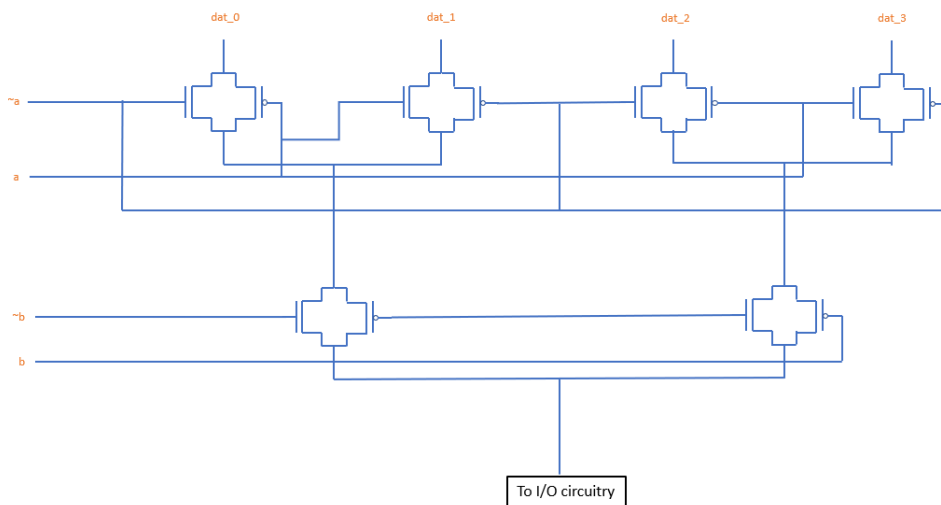 dat_0
dat_1
dat_2
dat_3
~a
a
~b
b
To I/O circuitry